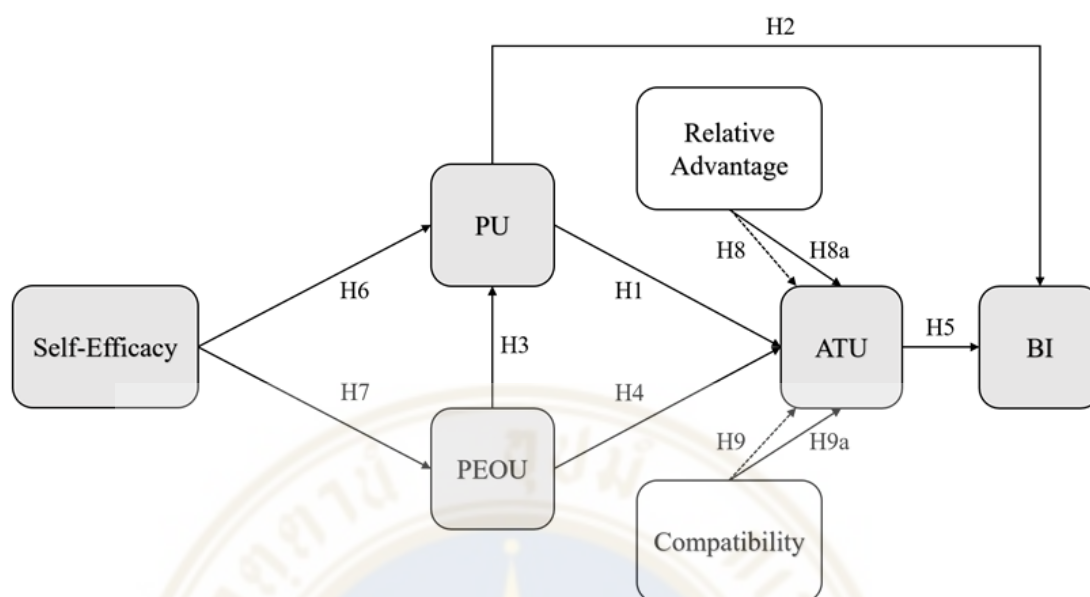 H2
Relative
Advantage
PU
H8
H8a
H6
H1
Self-Efficacy
H3
ATU
H5
BI
H7
H4
PEOU
H9
H9a
Compatibility